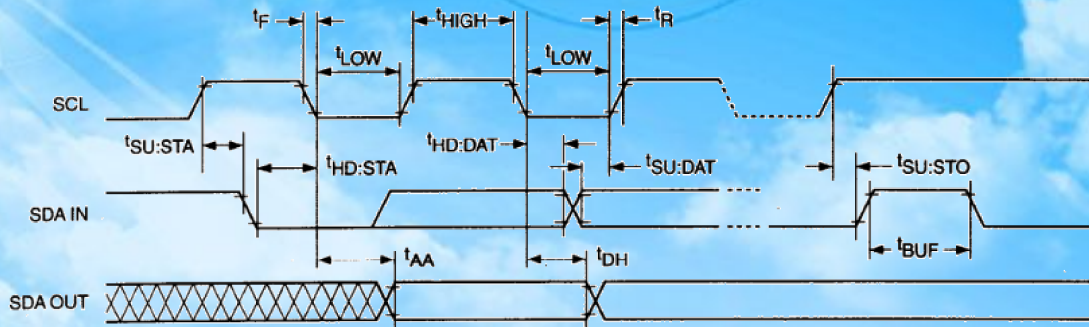 tF tHIGH tR
tLOW tLOW
SCL
tSU:STA tHD:STA tHD:DAT tSU:DAT tSU:STO
SDA IN
tBUF
tAA tDH
SDA OUT